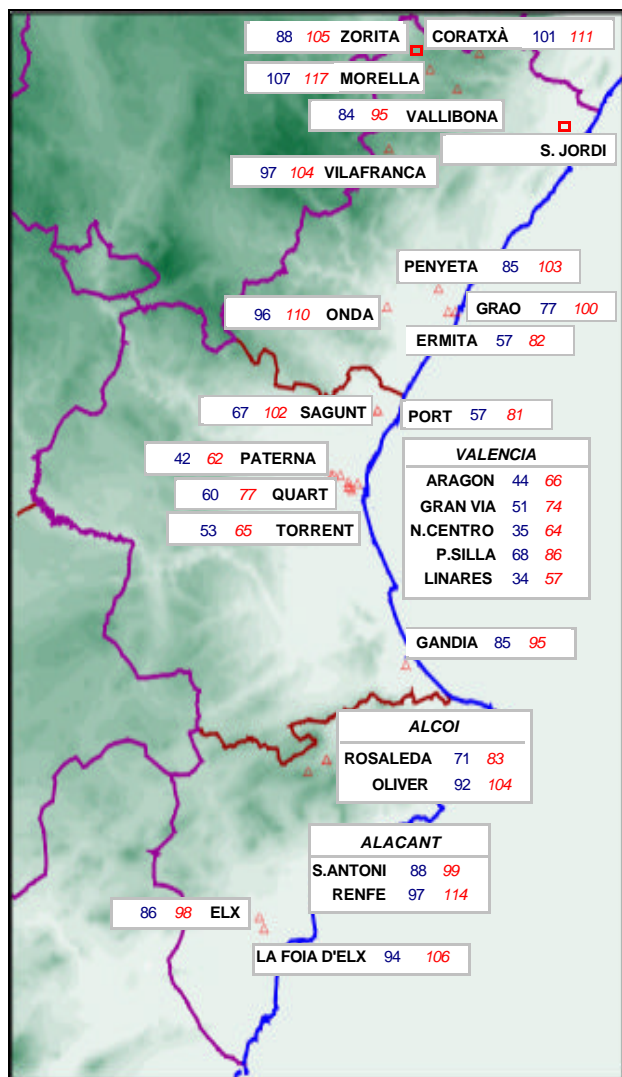 88 105 ZORITA
CORATXÀ 101 111
107 117 MORELLA
84 95 VALLIBONA
S. JORDI
97 104 VILAFRANCA
PENYETA 85 103
96 110 ONDA
GRAO 77 100
ERMITA 57 82
67 102 SAGUNT
PORT 57 81
42 62 PATERNA
60 77 QUART
53 65 TORRENT
VALENCIA
ARAGON 44 66
GRAN VIA 51 74
N.CENTRO 35 64
P.SILLA 68 86
LINARES 34 57
GANDIA 85 95
ALCOI
ROSALEDA 71 83
OLIVER 92 104
ALACANT
S.ANTONI 88 99
RENFE 97 114
86 98 ELX
LA FOIA D'ELX 94 106